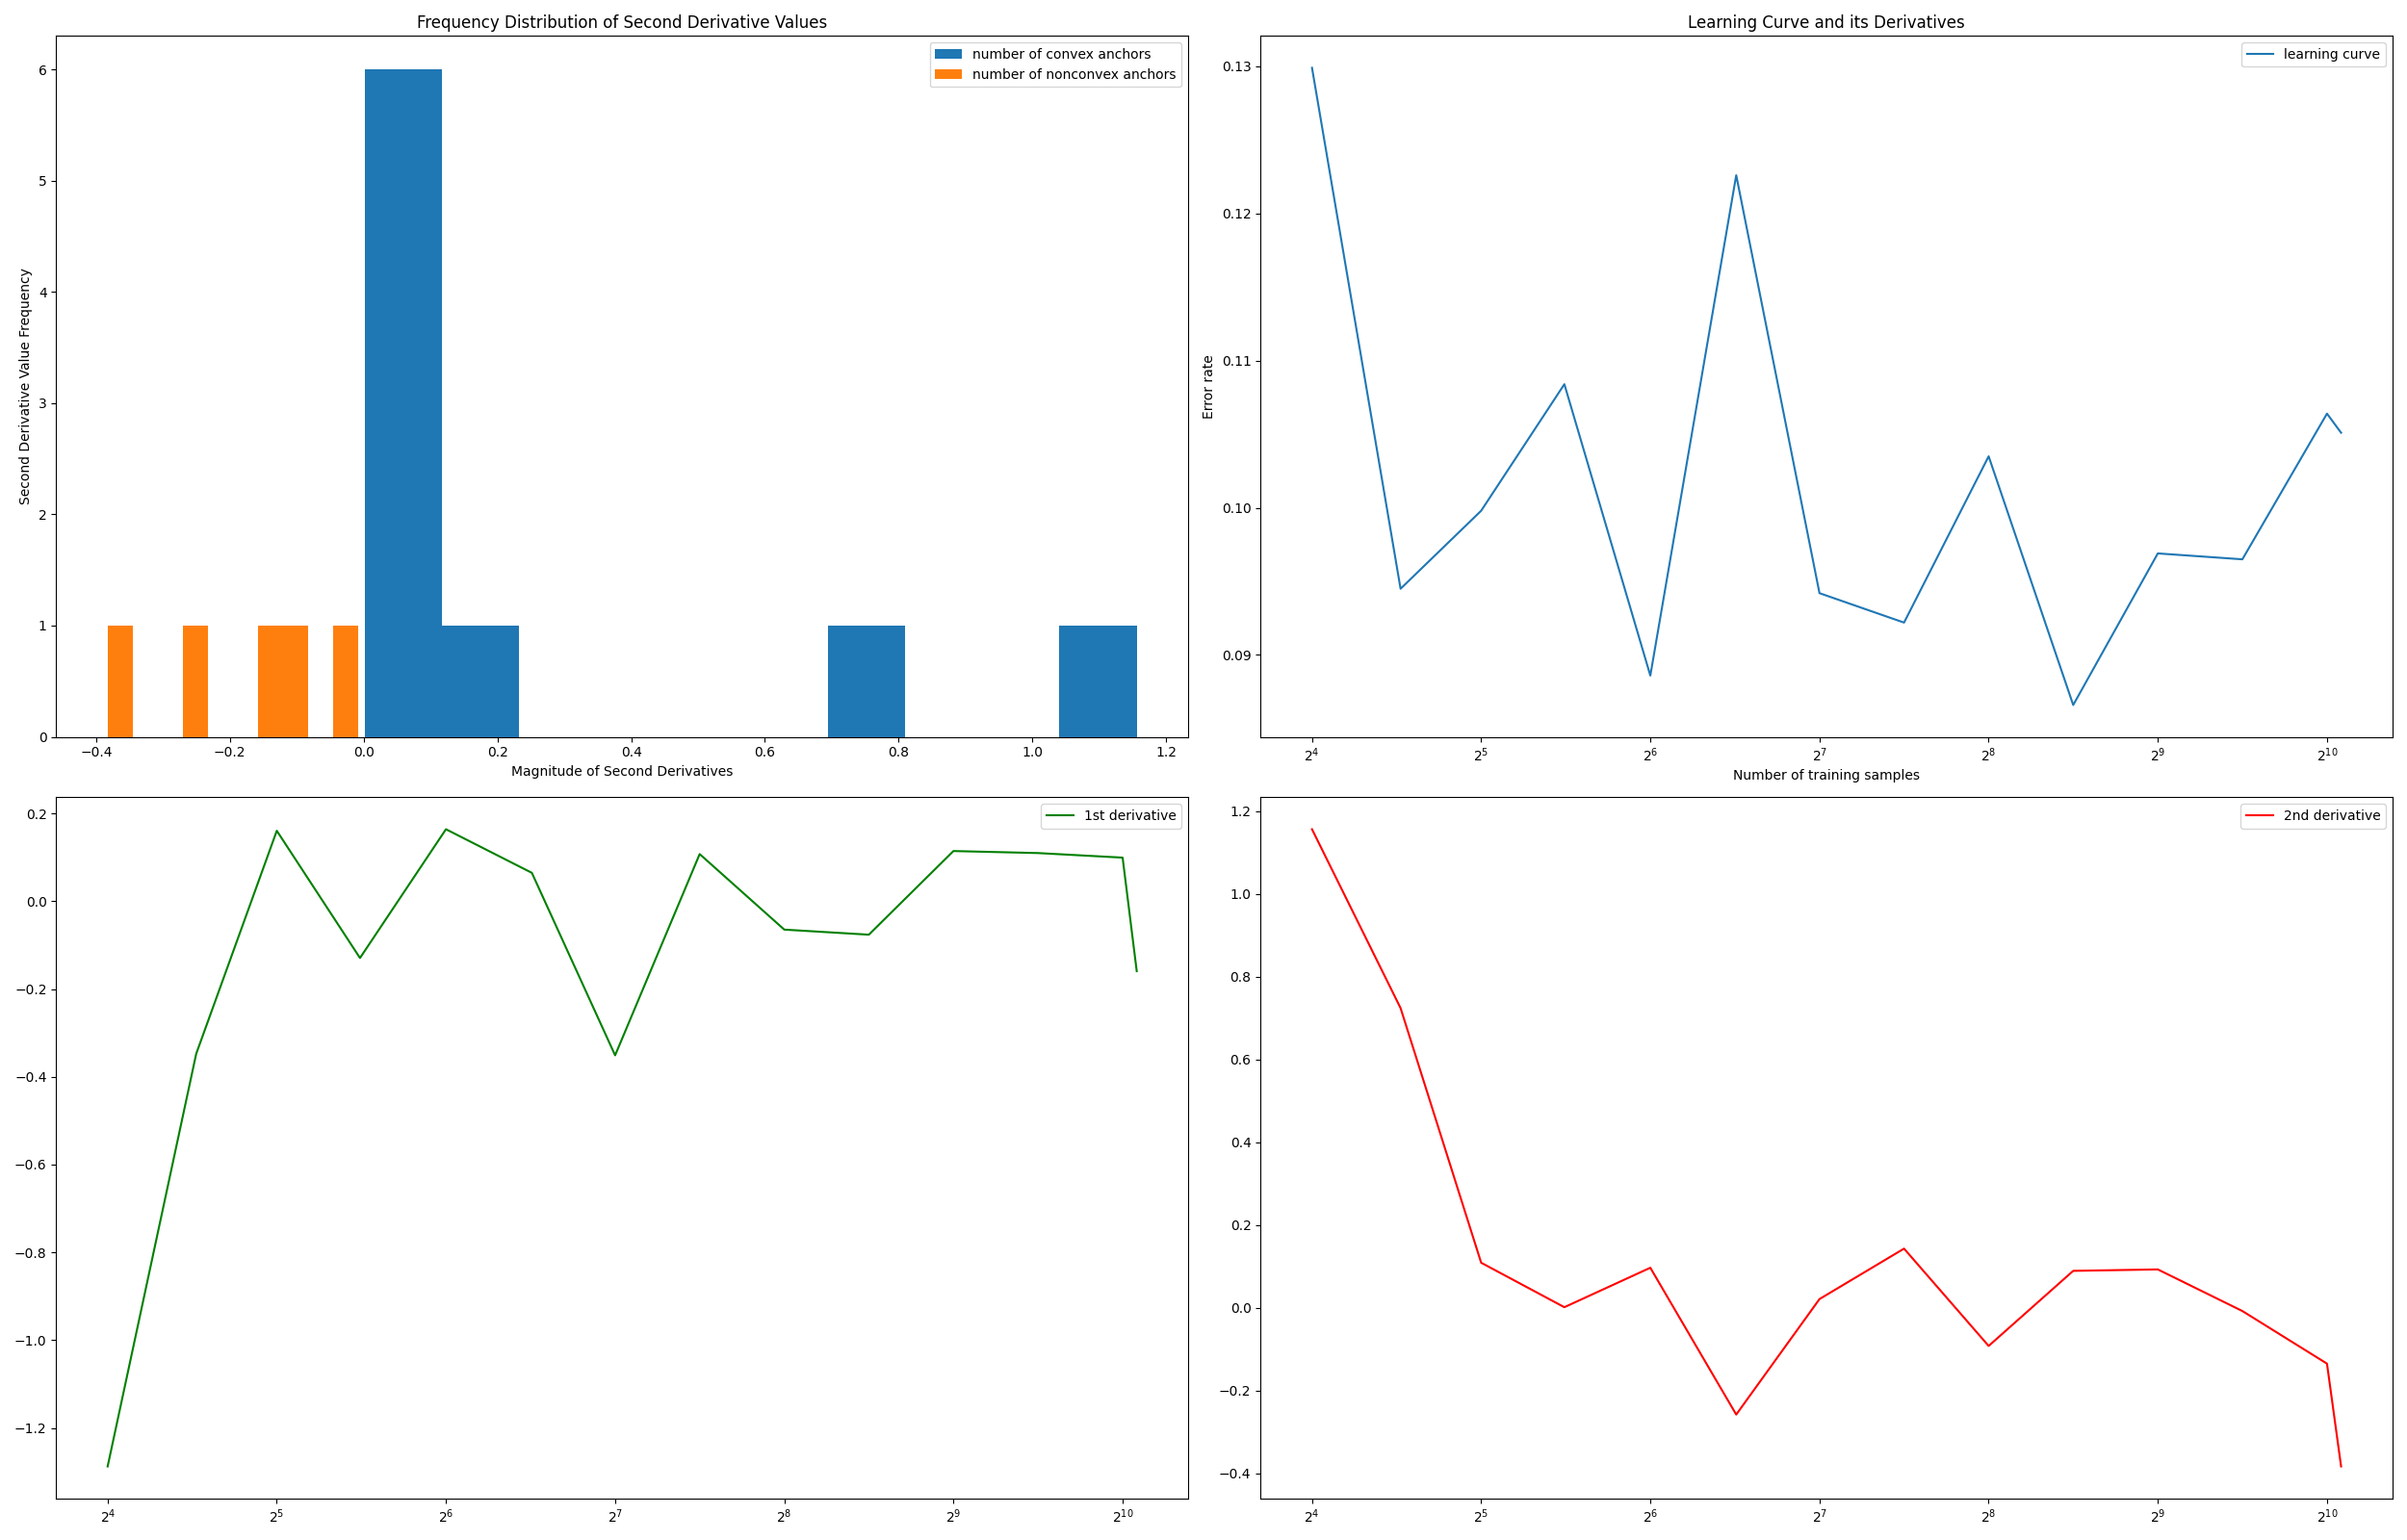 Frequency Distribution of Second Derivative Values
number of convex anchors
number of nonconvex anchors
Second Derivative Value Frequency
6
5
4
3
2
1
0
−0.4 −0.2 0.0 0.2 0.4 0.6 0.8 1.0 1.2
Magnitude of Second Derivatives
Learning Curve and its Derivatives
learning curve
Error rate
0.13
0.12
0.11
0.10
0.09
2^4 2^5 2^6 2^7 2^8 2^9 2^10
Number of training samples
1st derivative
0.2
0.0
−0.2
−0.4
−0.6
−0.8
−1.0
−1.2
2^4 2^5 2^6 2^7 2^8 2^9 2^10
2nd derivative
1.2
1.0
0.8
0.6
0.4
0.2
0.0
−0.2
−0.4
2^4 2^5 2^6 2^7 2^8 2^9 2^10